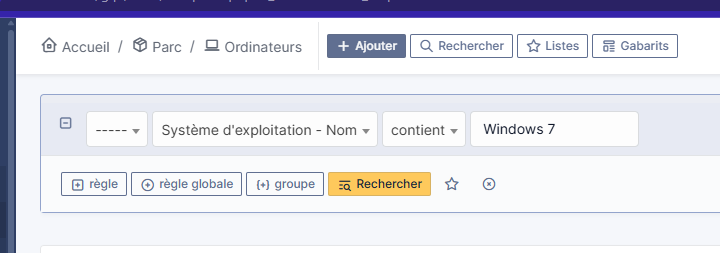 Accueil / Parc / Ordinateurs Ajouter Rechercher Listes Gabarits
----- Système d'exploitation - Nom contient Windows 7
règle règle globale groupe Rechercher